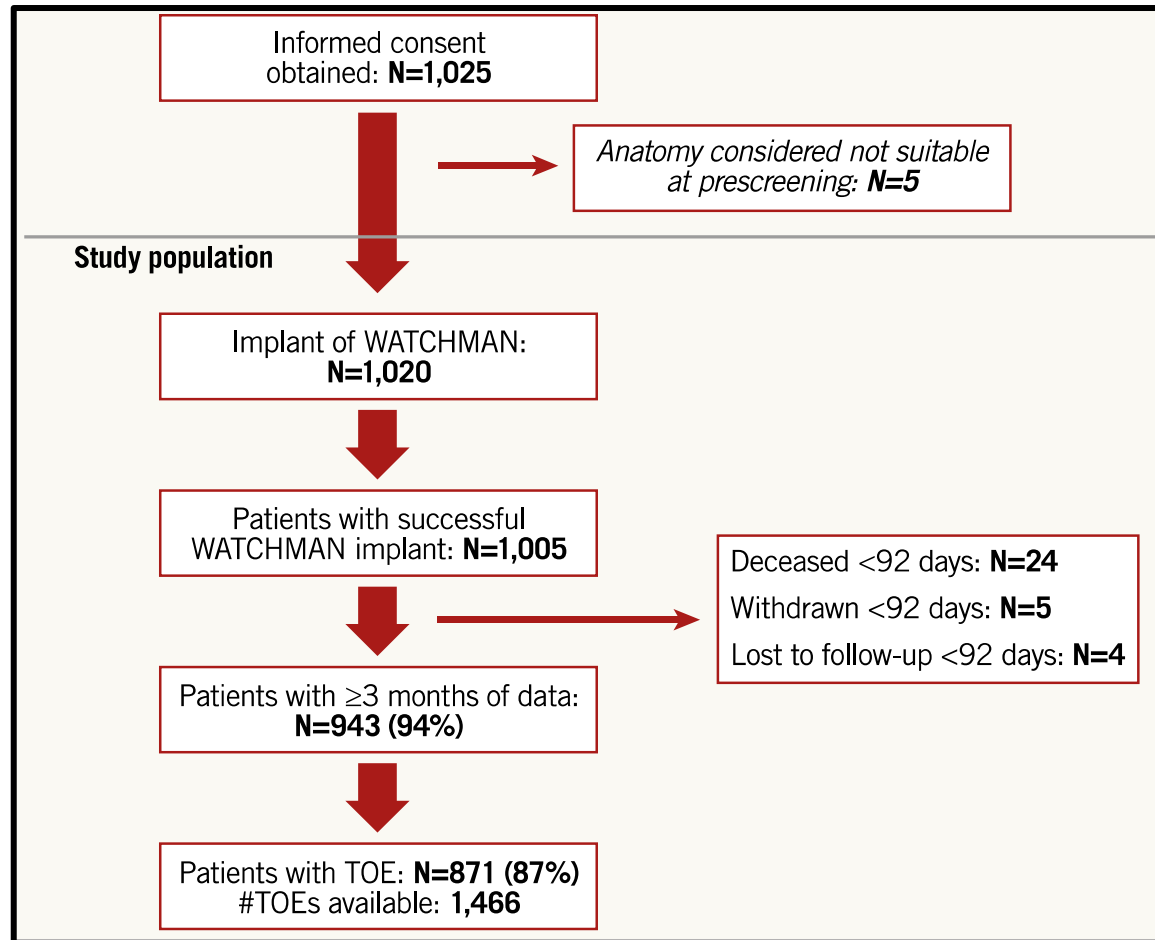 Informed consent
obtained: N=1,025
Anatomy considered not suitable
at prescreening: N=5
Study population
Implant of WATCHMAN:
N=1,020
Patients with successful
WATCHMAN implant: N=1,005
Deceased <92 days: N=24
Withdrawn <92 days: N=5
Lost to follow-up <92 days: N=4
Patients with ≥3 months of data:
N=943 (94%)
Patients with TOE: N=871 (87%)
#TOEs available: 1,466